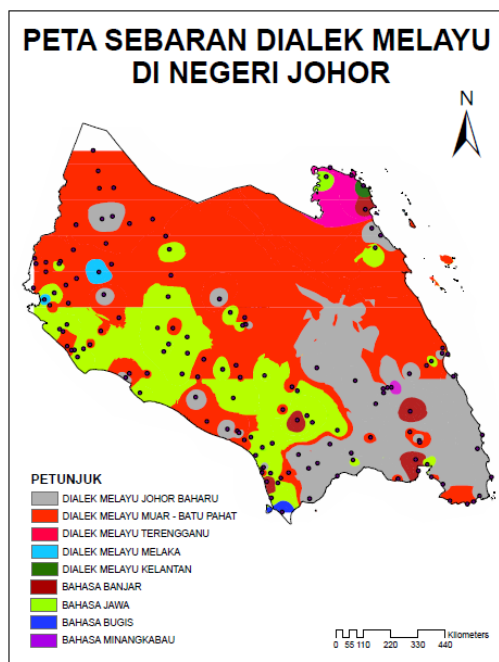 PETA SEBARAN DIALEK MELAYU
DI NEGERI JOHOR
N
PETUNJUK
DIALEK MELAYU JOHOR BAHARU
DIALEK MELAYU MUAR - BATU PAHAT
DIALEK MELAYU TERENGGANU
DIALEK MELAYU MELAKA
DIALEK MELAYU KELANTAN
BAHASA BANJAR
BAHASA JAWA
BAHASA BUGIS
BAHASA MINANGKABAU
Kilometers
0 55 110 220 330 440